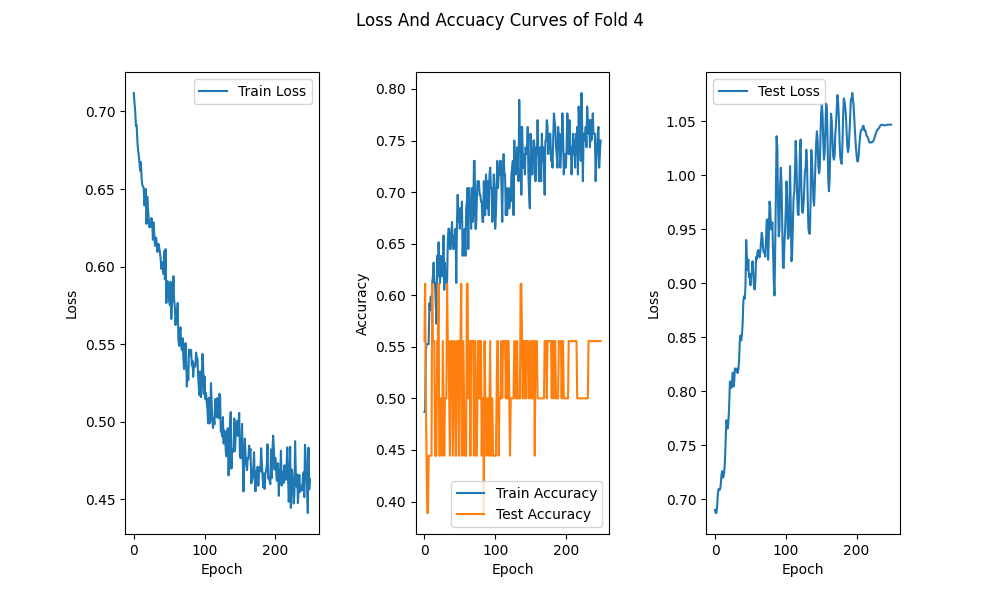 Loss And Accuacy Curves of Fold 4
Loss
0.70
0.65
0.60
0.55
0.50
0.45
0
100
200
Epoch
Train Loss
Accuracy
0.80
0.75
0.70
0.65
0.60
0.55
0.50
0.45
0.40
0
100
200
Epoch
Train Accuracy
Test Accuracy
Loss
1.05
1.00
0.95
0.90
0.85
0.80
0.75
0.70
0
100
200
Epoch
Test Loss